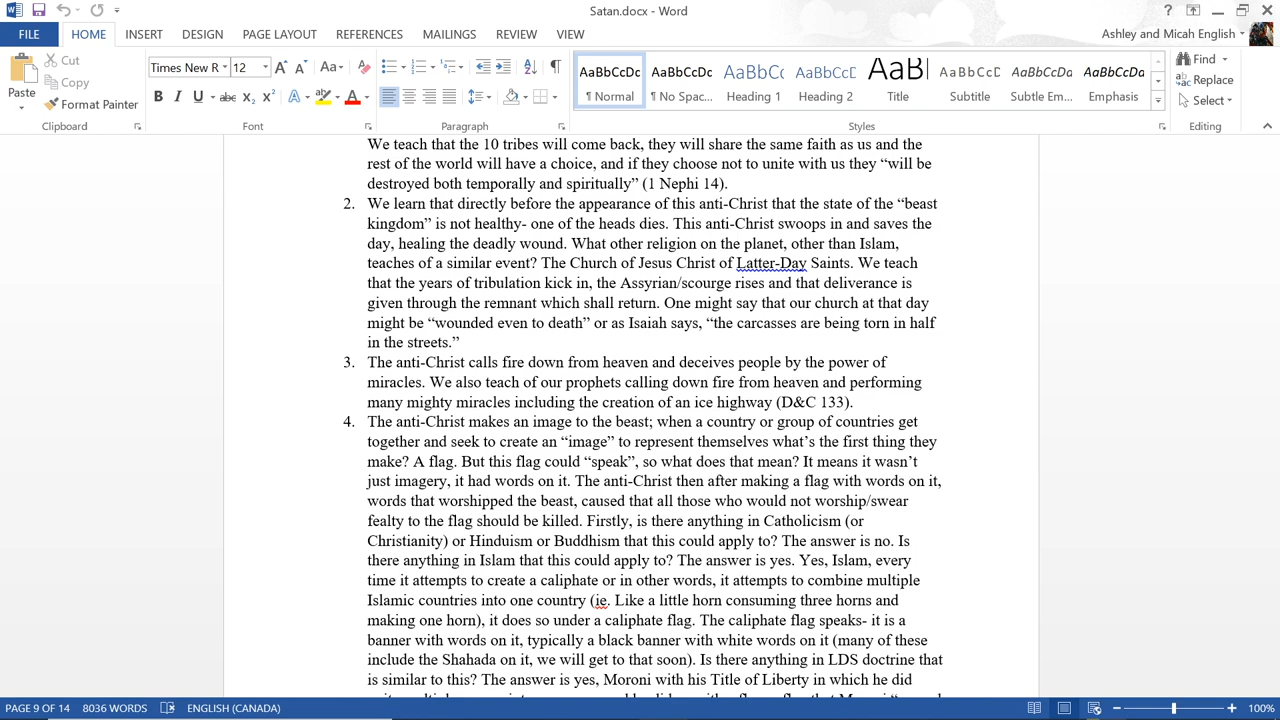 Satan.docx - Word
FILE HOME INSERT DESIGN PAGE LAYOUT REFERENCES MAILINGS REVIEW VIEW Ashley and Micah English
Paste Cut Copy Format Painter
Clipboard
Times New R 12
Font
Paragraph
AaBbCcDc AaBbCcDc AaBbCc AaBbCcD AaB AaBbCcD AaBbCcDc AaBbCcDc
¶ Normal ¶ No Spac... Heading 1 Heading 2 Title Subtitle Subtle Em... Emphasis
Styles
Find
Replace
Select
Editing
We teach that the 10 tribes will come back, they will share the same faith as us and the
rest of the world will have a choice, and if they choose not to unite with us they “will be
destroyed both temporally and spiritually” (1 Nephi 14).
2. We learn that directly before the appearance of this anti-Christ that the state of the “beast
kingdom” is not healthy- one of the heads dies. This anti-Christ swoops in and saves the
day, healing the deadly wound. What other religion on the planet, other than Islam,
teaches of a similar event? The Church of Jesus Christ of Latter-Day Saints. We teach
that the years of tribulation kick in, the Assyrian/scourge rises and that deliverance is
given through the remnant which shall return. One might say that our church at that day
might be “wounded even to death” or as Isaiah says, “the carcasses are being torn in half
in the streets.”
3. The anti-Christ calls fire down from heaven and deceives people by the power of
miracles. We also teach of our prophets calling down fire from heaven and performing
many mighty miracles including the creation of an ice highway (D&C 133).
4. The anti-Christ makes an image to the beast; when a country or group of countries get
together and seek to create an “image” to represent themselves what’s the first thing they
make? A flag. But this flag could “speak”, so what does that mean? It means it wasn’t
just imagery, it had words on it. The anti-Christ then after making a flag with words on it,
words that worshipped the beast, caused that all those who would not worship/swear
fealty to the flag should be killed. Firstly, is there anything in Catholicism (or
Christianity) or Hinduism or Buddhism that this could apply to? The answer is no. Is
there anything in Islam that this could apply to? The answer is yes. Yes, Islam, every
time it attempts to create a caliphate or in other words, it attempts to combine multiple
Islamic countries into one country (ie. Like a little horn consuming three horns and
making one horn), it does so under a caliphate flag. The caliphate flag speaks- it is a
banner with words on it, typically a black banner with white words on it (many of these
include the Shahada on it, we will get to that soon). Is there anything in LDS doctrine that
is similar to this? The answer is yes, Moroni with his Title of Liberty in which he did
PAGE 9 OF 14 8036 WORDS ENGLISH (CANADA) 100%